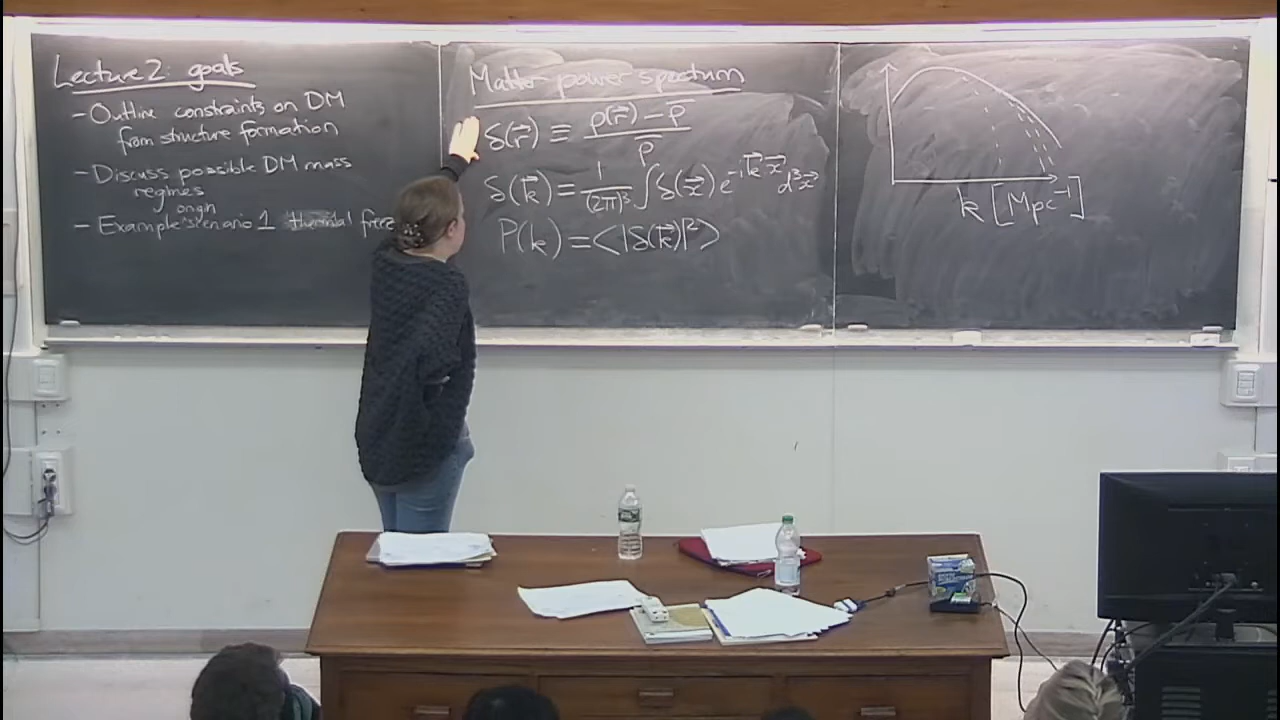 Lecture 2: goals
- Outline constraints on DM
from structure formation
- Discuss possible DM mass
regimes
origin
- Example scenario 1 thermal free
Matter power spectrum
δ(r⃗) ≡ (ρ(r⃗) - ρ̄) / ρ̄
δ(k⃗) = 1/(2π)³ ∫ δ(x⃗) e^{-i k⃗ x⃗} d³x⃗
P(k) = <|δ(k⃗)|²>
k [Mpc⁻¹]